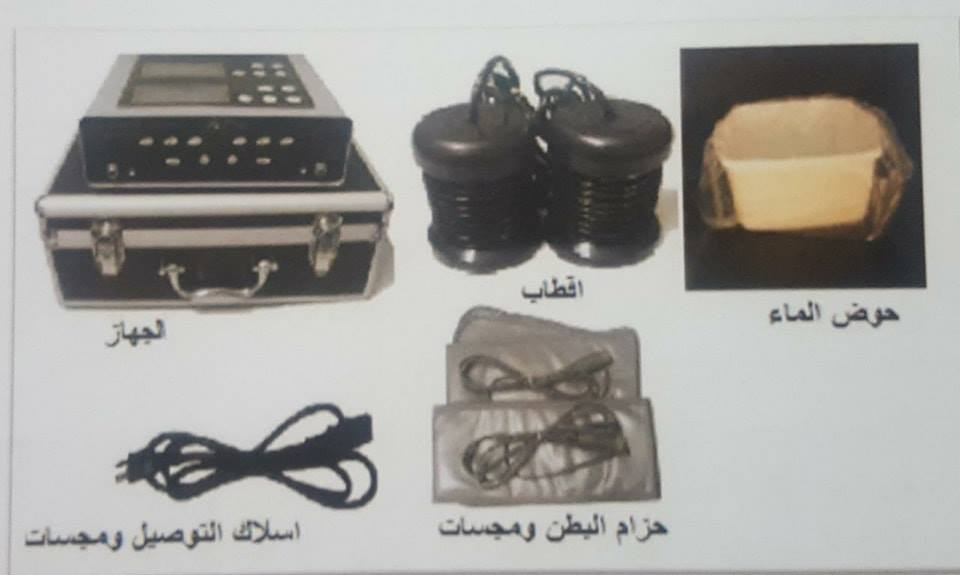 حوض الماء
اقطاب
الجهاز
حزام البطن ومجسات
اسلاك التوصيل ومجسات